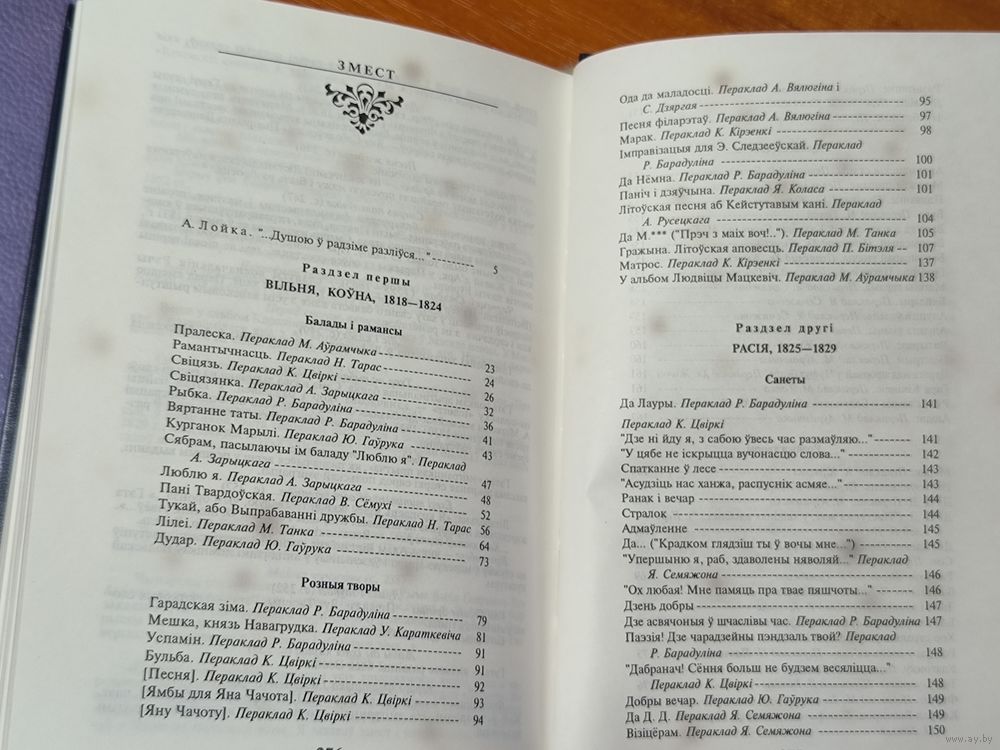 ЗМЕСТ
А. Лойка. "...Душою ў радзіме разліўся..." 5
Раздзел першы
ВІЛЬНЯ, КОЎНА, 1818—1824
Балады і рамансы
Пралеска. Пераклад М. Аўрамчыка 23
Рамантычнасць. Пераклад Н. Тарас 24
Свіцязь. Пераклад К. Цвіркі 26
Свіцязянка. Пераклад А. Зарыцкага 32
Рыбка. Пераклад Р. Барадуліна 36
Вяртанне таты. Пераклад Р. Барадуліна 41
Курганок Марылі. Пераклад Ю. Гаўрука 43
Сябрам, пасылаючы ім баладу "Люблю я". Пераклад
А. Зарыцкага 47
Люблю я. Пераклад А. Зарыцкага 48
Пані Твардоўская. Пераклад В. Сёмухі 52
Тукай, або Выпрабаванні дружбы. Пераклад Н. Тарас 56
Лілеі. Пераклад М. Танка 64
Дудар. Пераклад Ю. Гаўрука 73
Розныя творы
Гарадская зіма. Пераклад Р. Барадуліна 79
Мешка, князь Навагрудка. Пераклад У. Караткевіча 81
Успамін. Пераклад Р. Барадуліна 91
Бульба. Пераклад К. Цвіркі 91
[Песня]. Пераклад К. Цвіркі 92
[Ямбы для Яна Чачота]. Пераклад К. Цвіркі 93
[Яну Чачоту]. Пераклад К. Цвіркі 94
Ода да маладосці. Пераклад А. Вялюгіна і
С. Дзяргая 95
Песня філарэтаў. Пераклад А. Вялюгіна 97
Марак. Пераклад К. Кірэенкі 98
Імправізацыя для Э. Следзееўскай. Пераклад
Р. Барадуліна 100
Да Нёмна. Пераклад Р. Барадуліна 101
Паніч і дзяўчына. Пераклад Я. Коласа 101
Літоўская песня аб Кейстутавым кані. Пераклад
А. Русецкага 104
Да М.*** ("Прэч з маіх воч!.."). Пераклад М. Танка 105
Гражына. Літоўская аповесць. Пераклад П. Бітэля 107
Матрос. Пераклад К. Кірэенкі 137
У альбом Людвіцы Мацкевіч. Пераклад М. Аўрамчыка 138
Раздзел другі
РАСІЯ, 1825—1829
Санеты
Да Лауры. Пераклад Р. Барадуліна 141
Пераклад К. Цвіркі
"Дзе ні йду я, з сабою ўвесь час размаўляю..." 141
"У цябе не іскрыцца вучонасцю слова..." 142
Спатканне ў лесе 143
"Асудзіць нас ханжа, распуснік асмяе..." 143
Ранак і вечар 144
Стралок 144
Адмаўленне 145
Да... ("Крадком глядзіш ты ў вочы мне...") 145
"Упершыню я, раб, здаволены няволяй..." Пераклад
Я. Семяжона 146
"Ох любая! Мне памяць пра твае пяшчоты..." 146
Дзень добры 147
Дзе асвячоныя ў шчаслівы час. Пераклад Р. Барадуліна 147
Паэзія! Дзе чарадзейны пэндзаль твой? Пераклад
Р. Барадуліна 148
"Дабранач! Сёння больш не будзем весяліцца..."
Пераклад К. Цвіркі 148
Добры вечар. Пераклад Ю. Гаўрука 149
Да Д. Д. Пераклад Я. Семяжона 149
Візіцёрам. Пераклад Я. Семяжона 150
www.ay.by